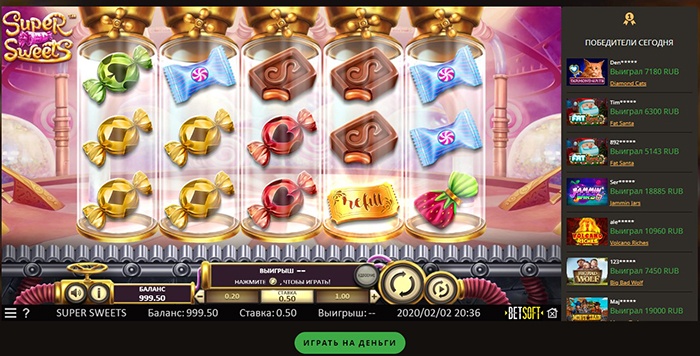 Super Sweets
refill
ВЫИГРЫШ --
НАЖМИТЕ , ЧТОБЫ ИГРАТЬ!
БАЛАНС
999.50
0.20
СТАВКА
0.50
1.00
SUPER SWEETS Баланс: 999.50 Ставка: 0.50 Выигрыш: -- 2020/02/02 20:36 BETSOFT
ПОБЕДИТЕЛИ СЕГОДНЯ
Den*****
Выиграл 7180 RUB
Diamond Cats
Tim*****
Выиграл 6300 RUB
Fat Santa
892*****
Выиграл 5143 RUB
Fat Santa
Ser*****
Выиграл 18885 RUB
Jammin Jars
ale*****
Выиграл 10960 RUB
Volcano Riches
123*****
Выиграл 7450 RUB
Big Bad Wolf
Maj*****
Выиграл 19000 RUB
ИГРАТЬ НА ДЕНЬГИ